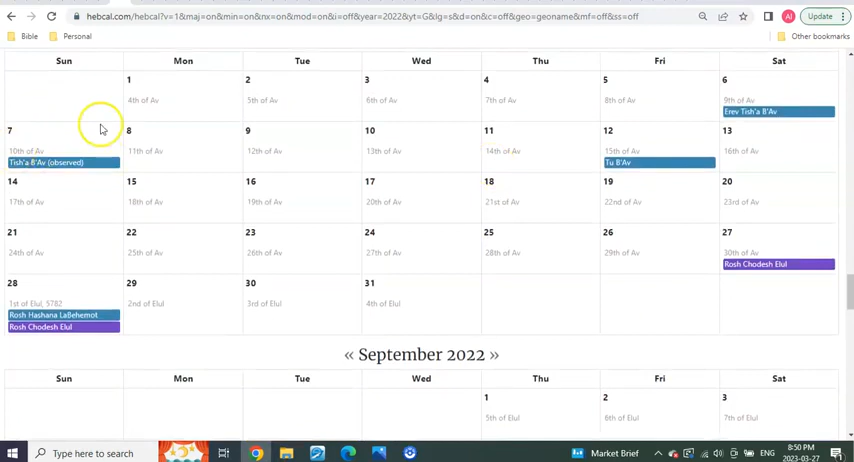 hebcal.com/hebcal?v=1&maj=on&min=on&nx=on&mod=on&i=off&year=2022&yt=G&lg=s&d=on&c=off&geo=geoname&mf=off&ss=off
AI
Update
Bible
Personal
Other bookmarks
Sun Mon Tue Wed Thu Fri Sat
1 2 3 4 5 6
4th of Av 5th of Av 6th of Av 7th of Av 8th of Av 9th of Av
Erev Tish'a B'Av
7 8 9 10 11 12 13
10th of Av 11th of Av 12th of Av 13th of Av 14th of Av 15th of Av 16th of Av
Tish'a B'Av (observed) Tu B'Av
14 15 16 17 18 19 20
17th of Av 18th of Av 19th of Av 20th of Av 21st of Av 22nd of Av 23rd of Av
21 22 23 24 25 26 27
24th of Av 25th of Av 26th of Av 27th of Av 28th of Av 29th of Av 30th of Av
Rosh Chodesh Elul
28 29 30 31
1st of Elul, 5782 2nd of Elul 3rd of Elul 4th of Elul
Rosh Hashana LaBehemot
Rosh Chodesh Elul
« September 2022 »
Sun Mon Tue Wed Thu Fri Sat
1 2 3
5th of Elul 6th of Elul 7th of Elul
Type here to search
Market Brief
ENG
8:50 PM
2023-03-27